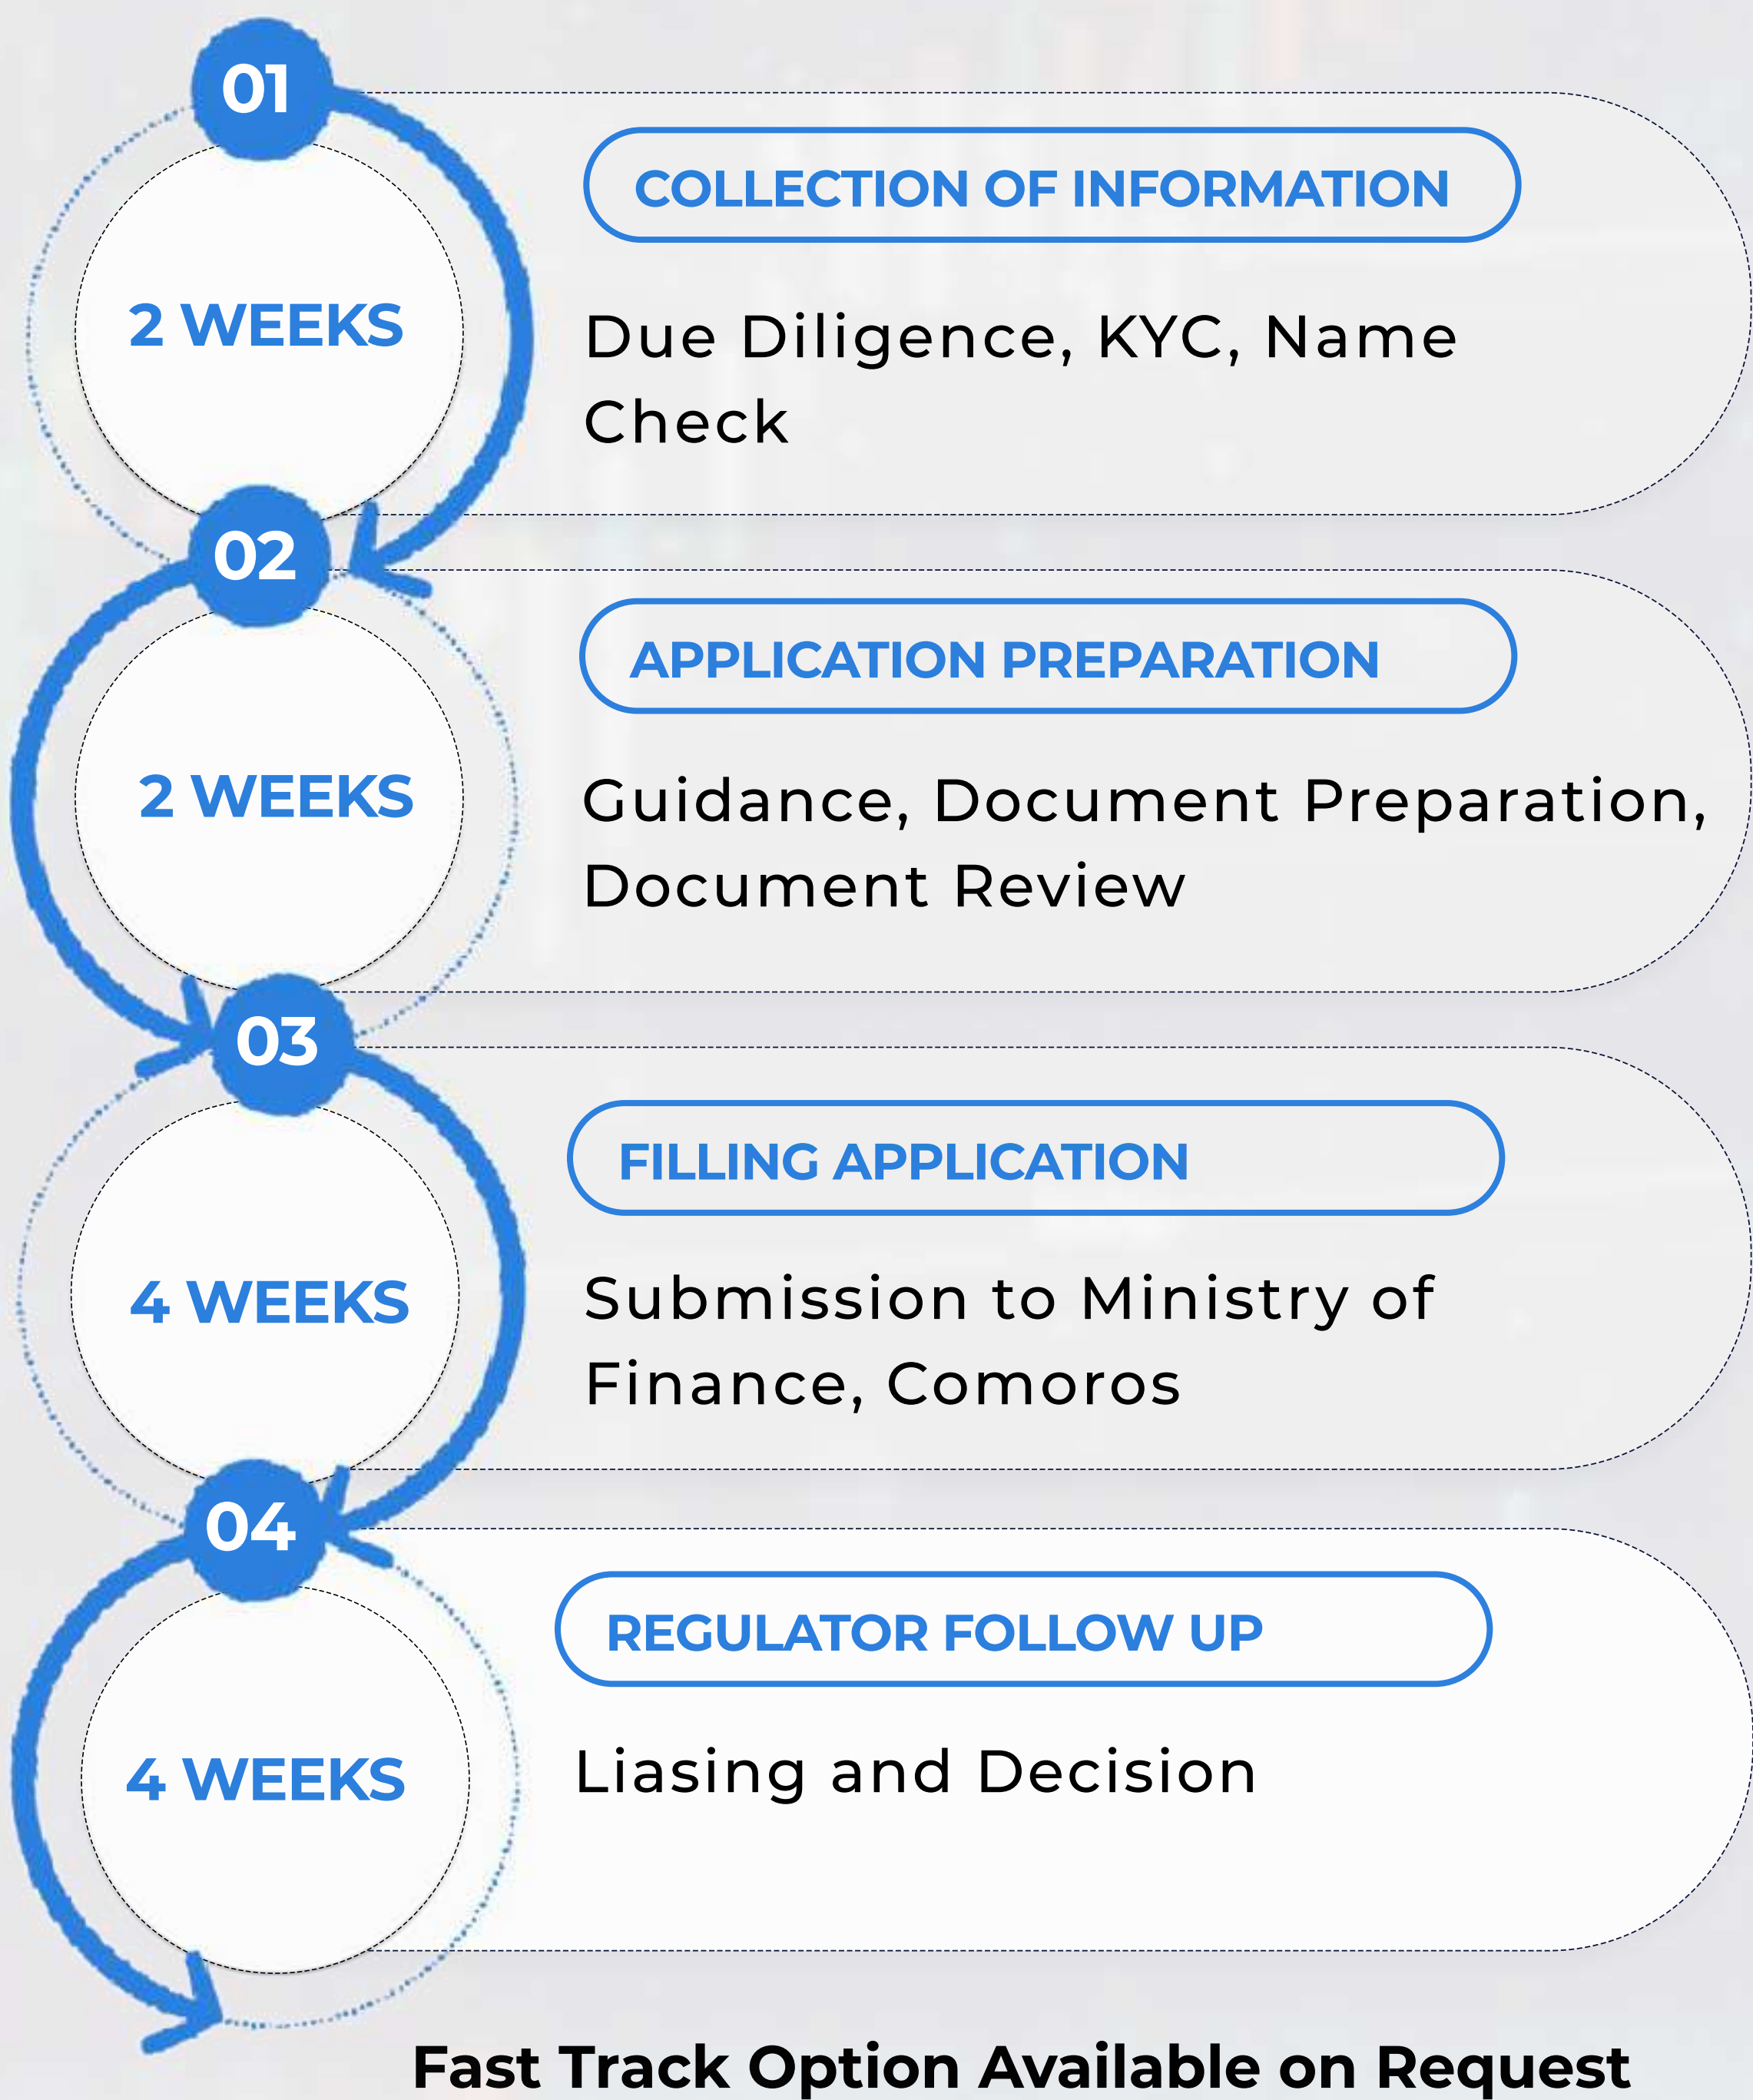 01
COLLECTION OF INFORMATION
2 WEEKS
Due Diligence, KYC, Name
Check
02
APPLICATION PREPARATION
2 WEEKS
Guidance, Document Preparation,
Document Review
03
FILLING APPLICATION
4 WEEKS
Submission to Ministry of
Finance, Comoros
04
REGULATOR FOLLOW UP
4 WEEKS
Liasing and Decision
Fast Track Option Available on Request